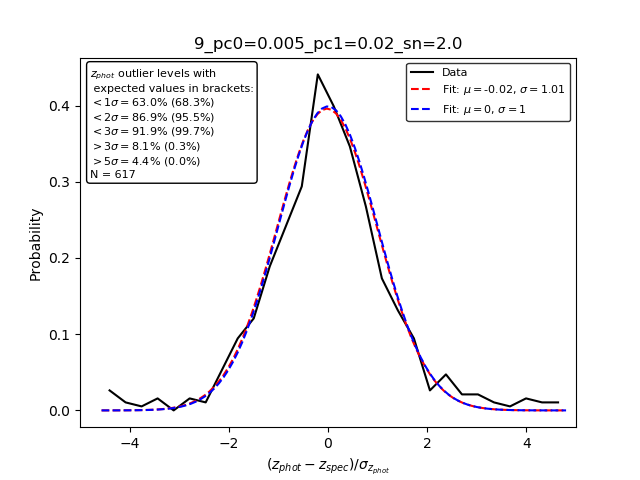 9_pc0=0.005_pc1=0.02_sn=2.0
z_phot outlier levels with
expected values in brackets:
<1σ = 63.0% (68.3%)
<2σ = 86.9% (95.5%)
<3σ = 91.9% (99.7%)
>3σ = 8.1% (0.3%)
>5σ = 4.4% (0.0%)
N = 617
Data
Fit: μ = -0.02, σ = 1.01
Fit: μ = 0, σ = 1
Probability
0.4
0.3
0.2
0.1
0.0
−4 −2 0 2 4
(z_phot − z_spec)/σ_z_phot